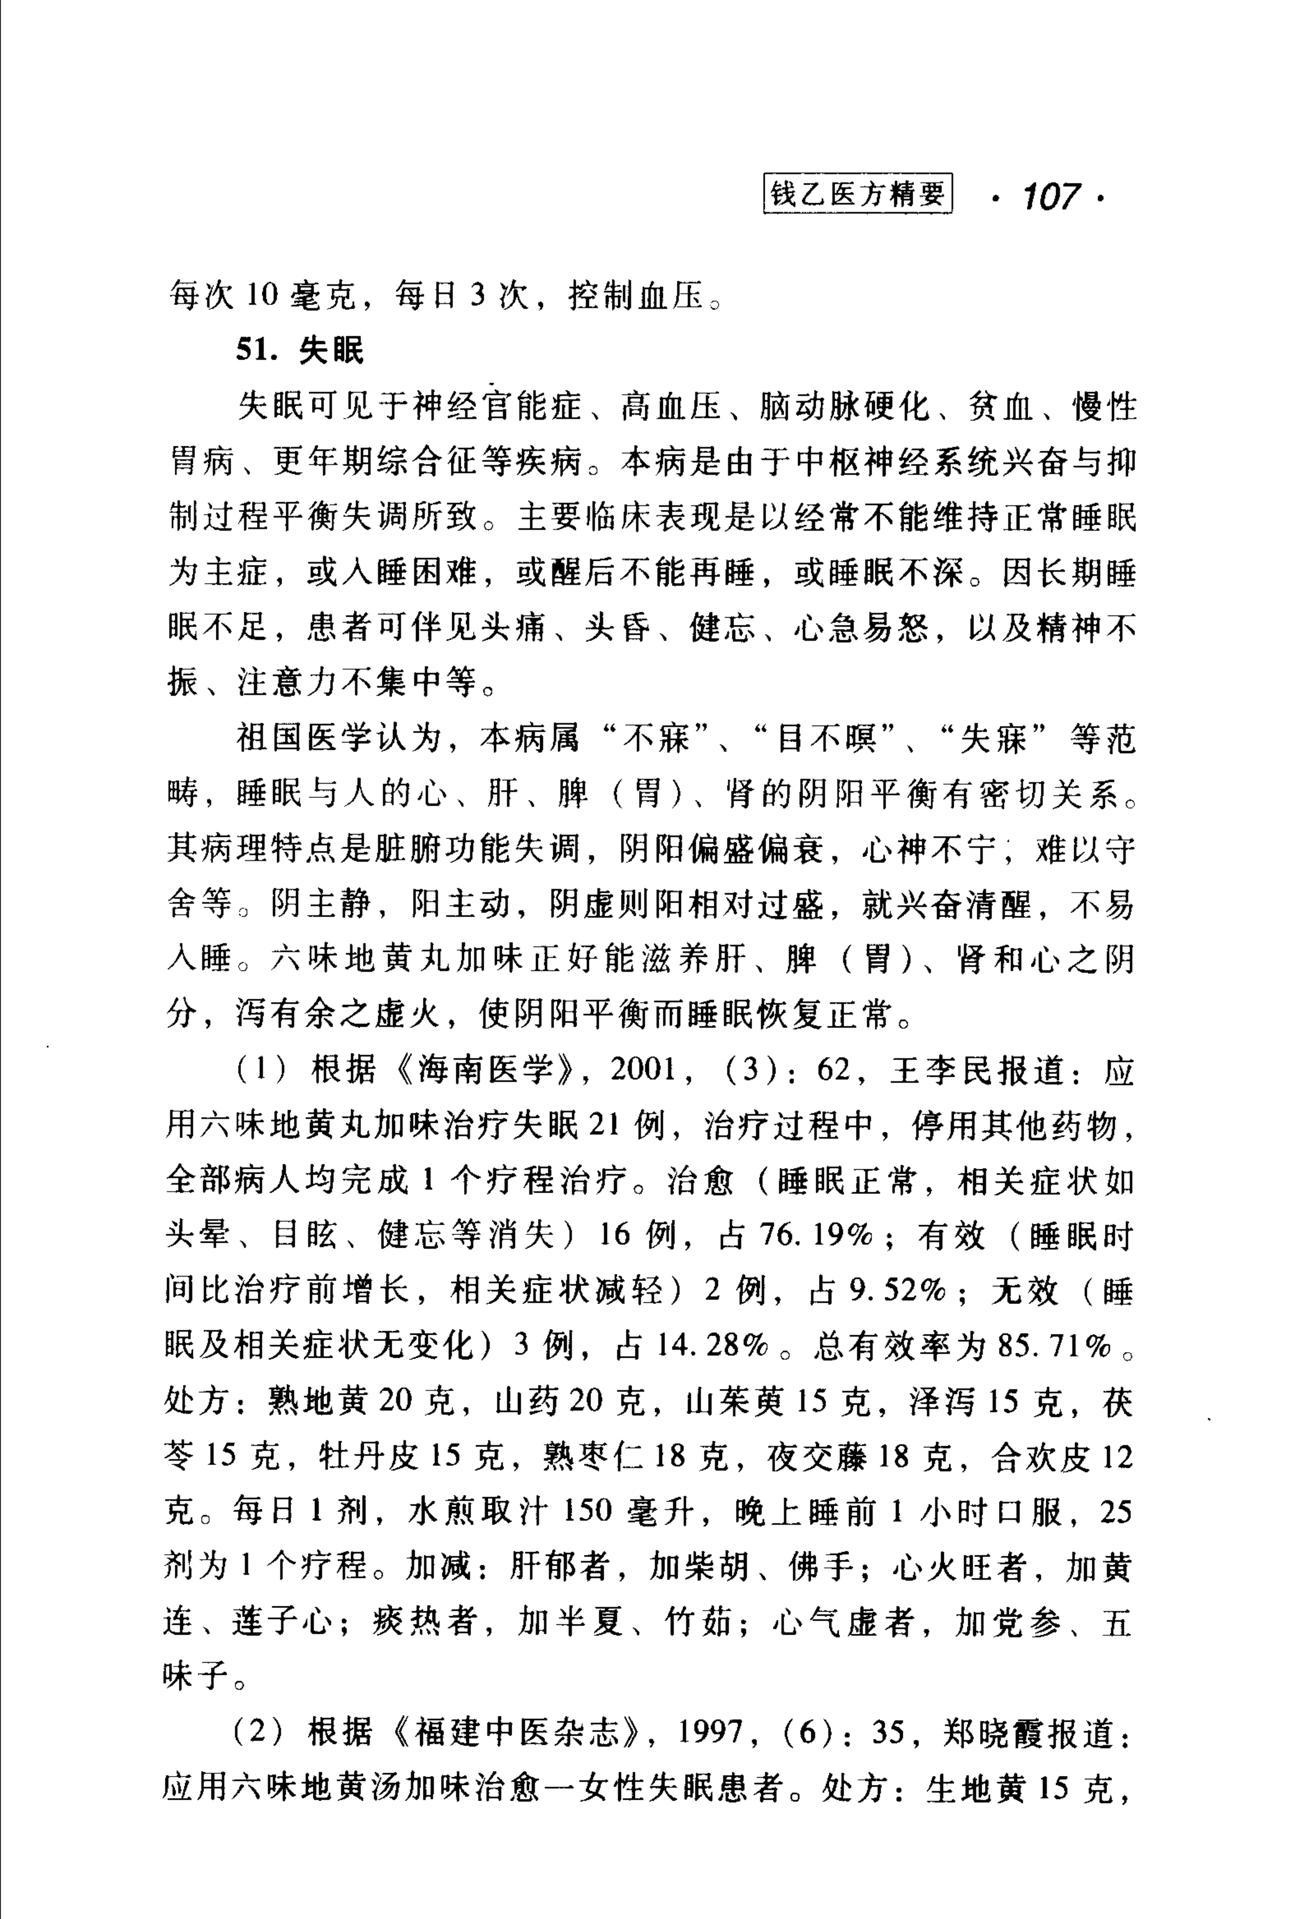 钱乙医方精要 · 107 ·
每次 10 毫克，每日 3 次，控制血压。
51. 失眠
失眠可见于神经官能症、高血压、脑动脉硬化、贫血、慢性
胃病、更年期综合征等疾病。本病是由于中枢神经系统兴奋与抑
制过程平衡失调所致。主要临床表现是以经常不能维持正常睡眠
为主症，或入睡困难，或醒后不能再睡，或睡眠不深。因长期睡
眠不足，患者可伴见头痛、头昏、健忘、心急易怒，以及精神不
振、注意力不集中等。
祖国医学认为，本病属“不寐”、“目不瞑”、“失寐”等范
畴，睡眠与人的心、肝、脾（胃）、肾的阴阳平衡有密切关系。
其病理特点是脏腑功能失调，阴阳偏盛偏衰，心神不宁，难以守
舍等。阴主静，阳主动，阴虚则阳相对过盛，就兴奋清醒，不易
入睡。六味地黄丸加味正好能滋养肝、脾（胃）、肾和心之阴
分，泻有余之虚火，使阴阳平衡而睡眠恢复正常。
（1）根据《海南医学》，2001，（3）：62，王李民报道：应
用六味地黄丸加味治疗失眠 21 例，治疗过程中，停用其他药物，
全部病人均完成 1 个疗程治疗。治愈（睡眠正常，相关症状如
头晕、目眩、健忘等消失）16 例，占 76.19%；有效（睡眠时
间比治疗前增长，相关症状减轻）2 例，占 9.52%；无效（睡
眠及相关症状无变化）3 例，占 14.28%。总有效率为 85.71%。
处方：熟地黄 20 克，山药 20 克，山茱萸 15 克，泽泻 15 克，茯
苓 15 克，牡丹皮 15 克，熟枣仁 18 克，夜交藤 18 克，合欢皮 12
克。每日 1 剂，水煎取汁 150 毫升，晚上睡前 1 小时口服，25
剂为 1 个疗程。加减：肝郁者，加柴胡、佛手；心火旺者，加黄
连、莲子心；痰热者，加半夏、竹茹；心气虚者，加党参、五
味子。
（2）根据《福建中医杂志》，1997，（6）：35，郑晓霞报道：
应用六味地黄汤加味治愈一女性失眠患者。处方：生地黄 15 克，